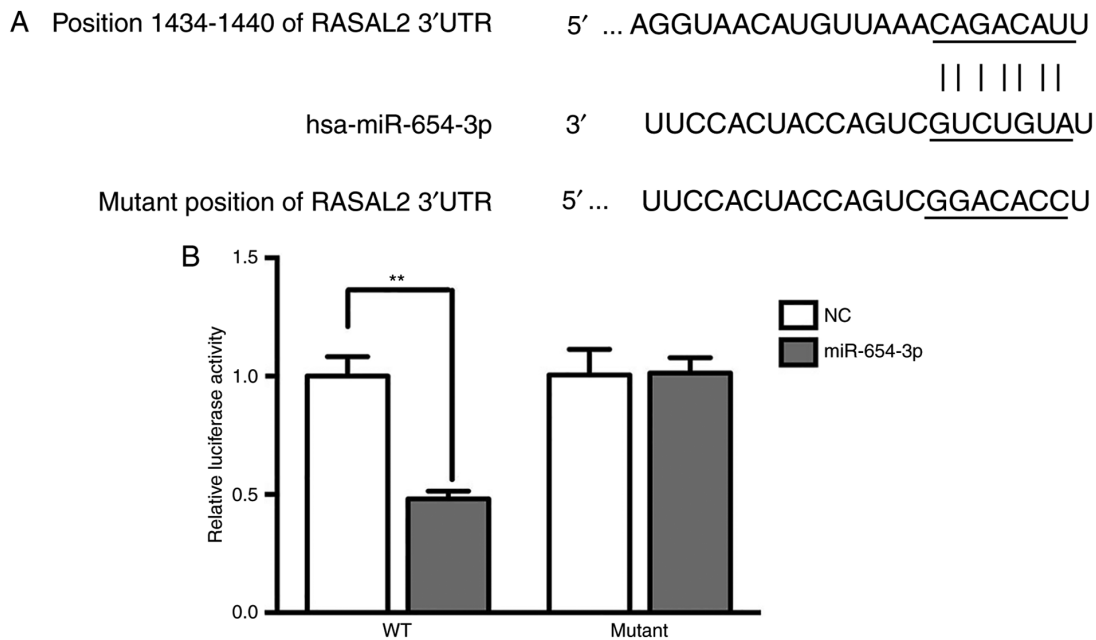 A Position 1434-1440 of RASAL2 3′UTR 5′ ... AGGUAACAUGUUAAACAGACAUU
hsa-miR-654-3p 3′ UUCCACUACCAGUCGUCUGUAU
Mutant position of RASAL2 3′UTR 5′ ... UUCCACUACCAGUCGGACACCU
B
1.5
**
NC
miR-654-3p
1.0
Relative luciferase activity
0.5
0.0
WT Mutant